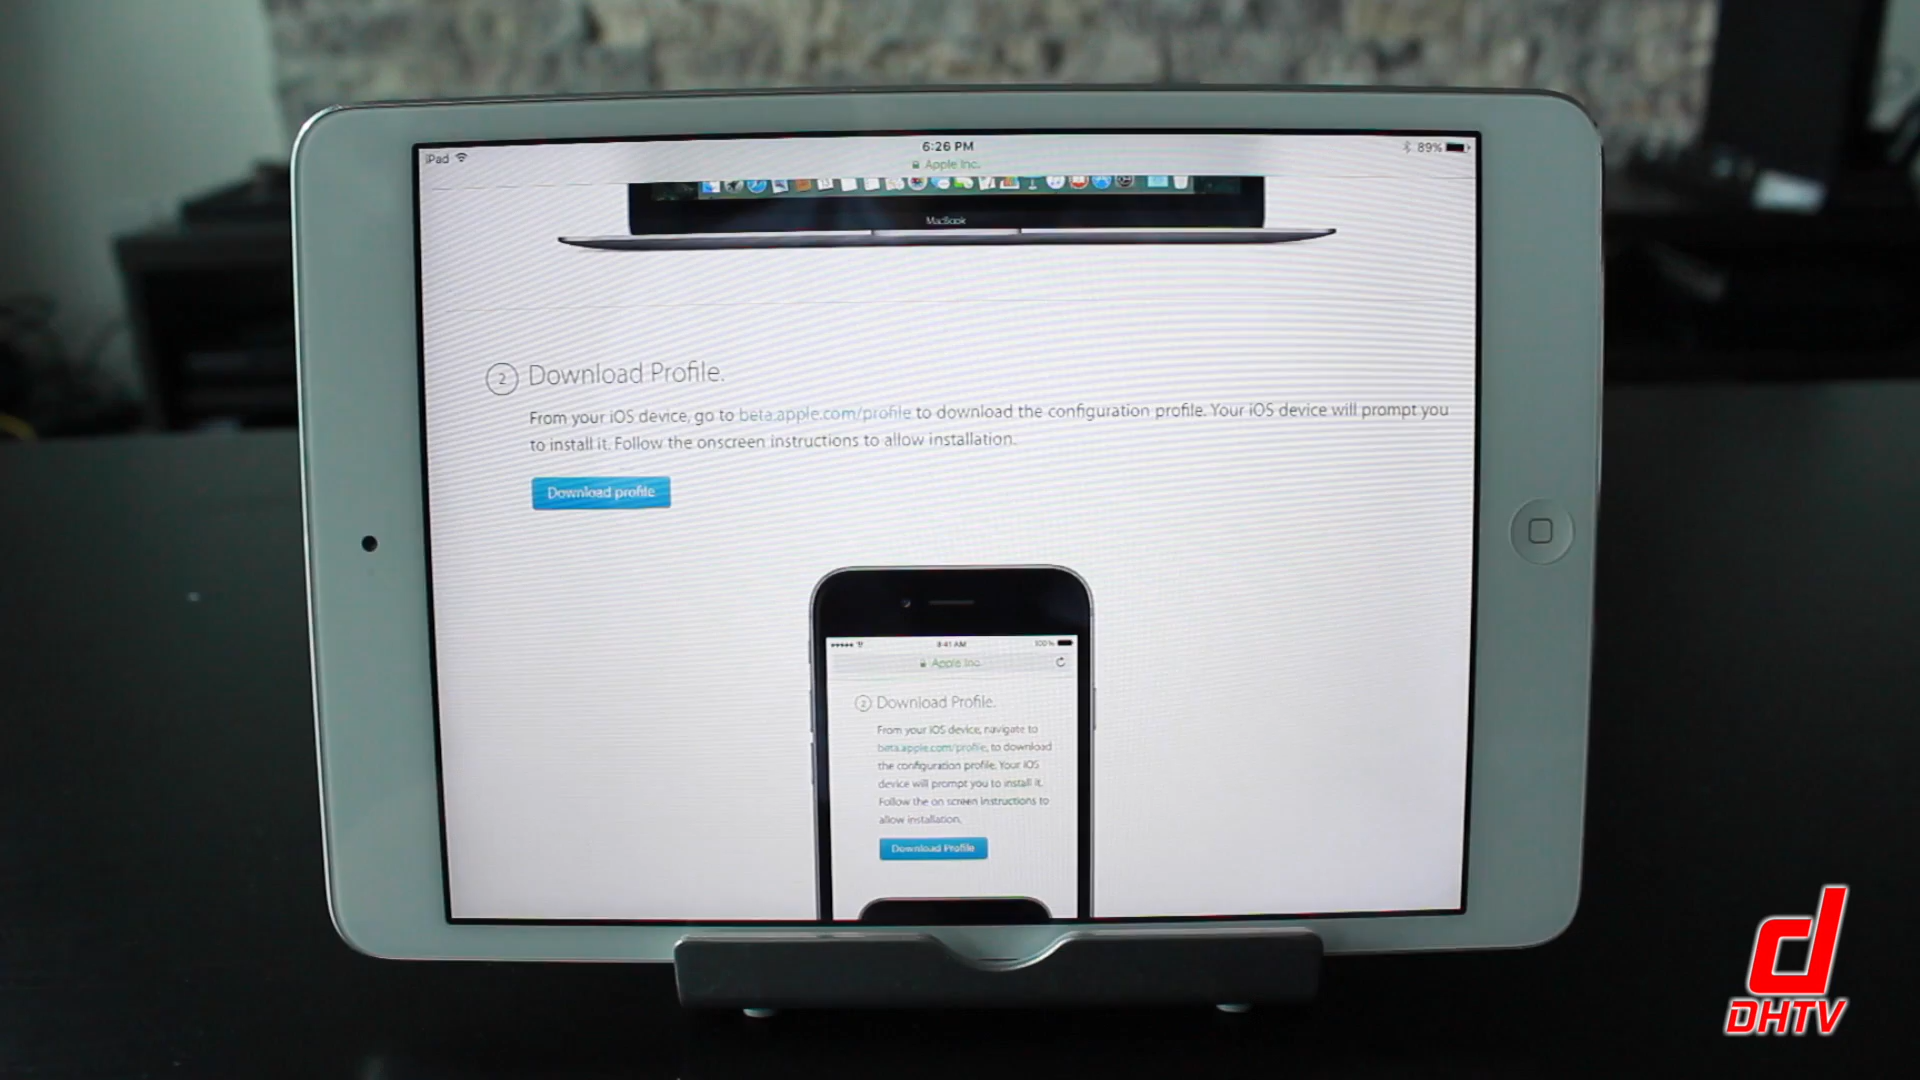 iPad
6:26 PM
89%
Apple Inc.
MacBook
2 Download Profile.
From your iOS device, go to beta.apple.com/profile to download the configuration profile. Your iOS device will prompt you
to install it. Follow the onscreen instructions to allow installation.
Download profile
9:41 AM
100%
Apple Inc.
2 Download Profile.
From your iOS device, navigate to
beta.apple.com/profile, to download
the configuration profile. Your iOS
device will prompt you to install it.
Follow the on screen instructions to
allow installation.
Download Profile
d
DHTV